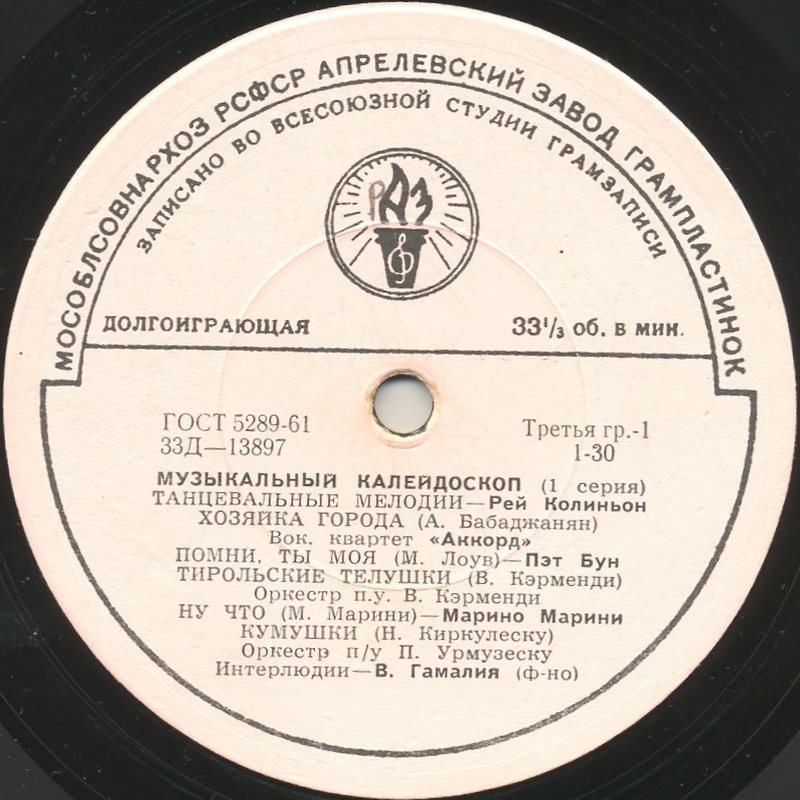 МОСОБЛСОВНАРХОЗ РСФСР АПРЕЛЕВСКИЙ ЗАВОД ГРАМПЛАСТИНОК
ЗАПИСАНО ВО ВСЕСОЮЗНОЙ СТУДИИ ГРАМЗАПИСИ
РАЗ
ДОЛГОИГРАЮЩАЯ 33⅓ об. в мин.
ГОСТ 5289-61 Третья гр.-1
33Д—13897 1-30
МУЗЫКАЛЬНЫЙ КАЛЕЙДОСКОП (1 серия)
ТАНЦЕВАЛЬНЫЕ МЕЛОДИИ—Рей Колиньон
ХОЗЯЙКА ГОРОДА (А. Бабаджанян)
Вок. квартет «Аккорд»
ПОМНИ, ТЫ МОЯ (М. Лоув)—Пэт Бун
ТИРОЛЬСКИЕ ТЕЛУШКИ (В. Кэрменди)
Оркестр п.у. В. Кэрменди
НУ ЧТО (М. Марини)—Марино Марини
КУМУШКИ (Н. Киркулеску)
Оркестр п/у П. Урмузеску
Интерлюдии—В. Гамалия (ф-но)